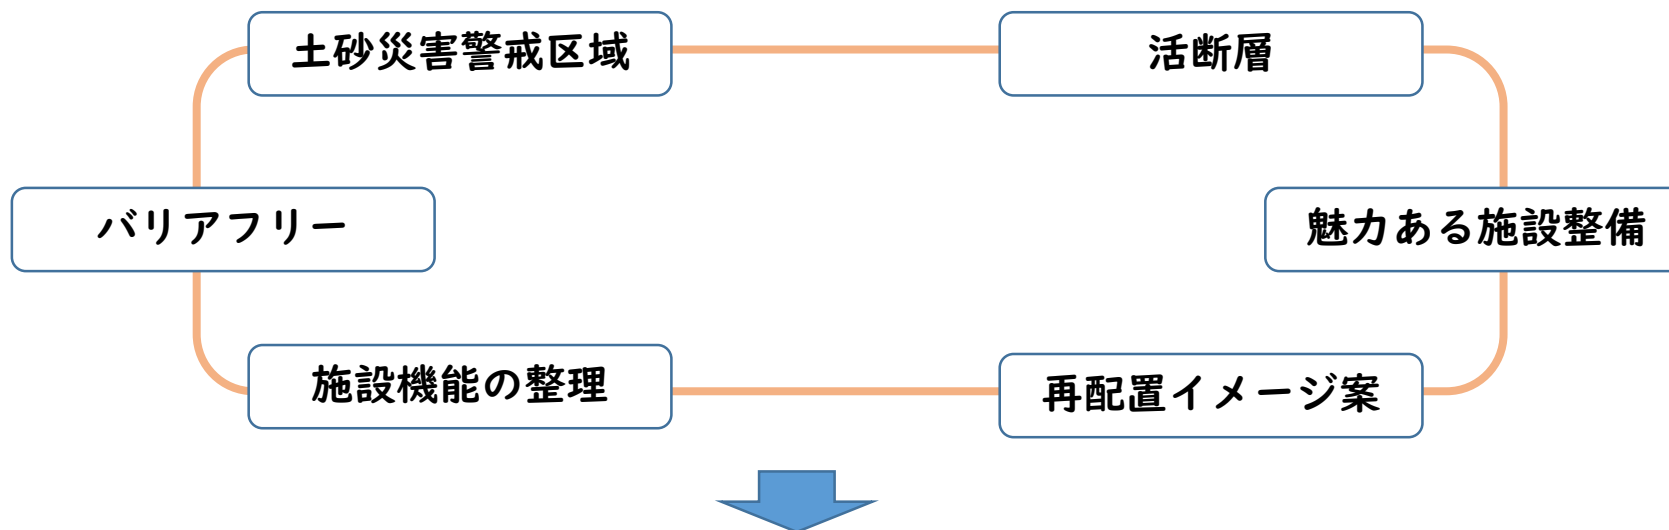 土砂災害警戒区域
活断層
バリアフリー
魅力ある施設整備
施設機能の整理
再配置イメージ案